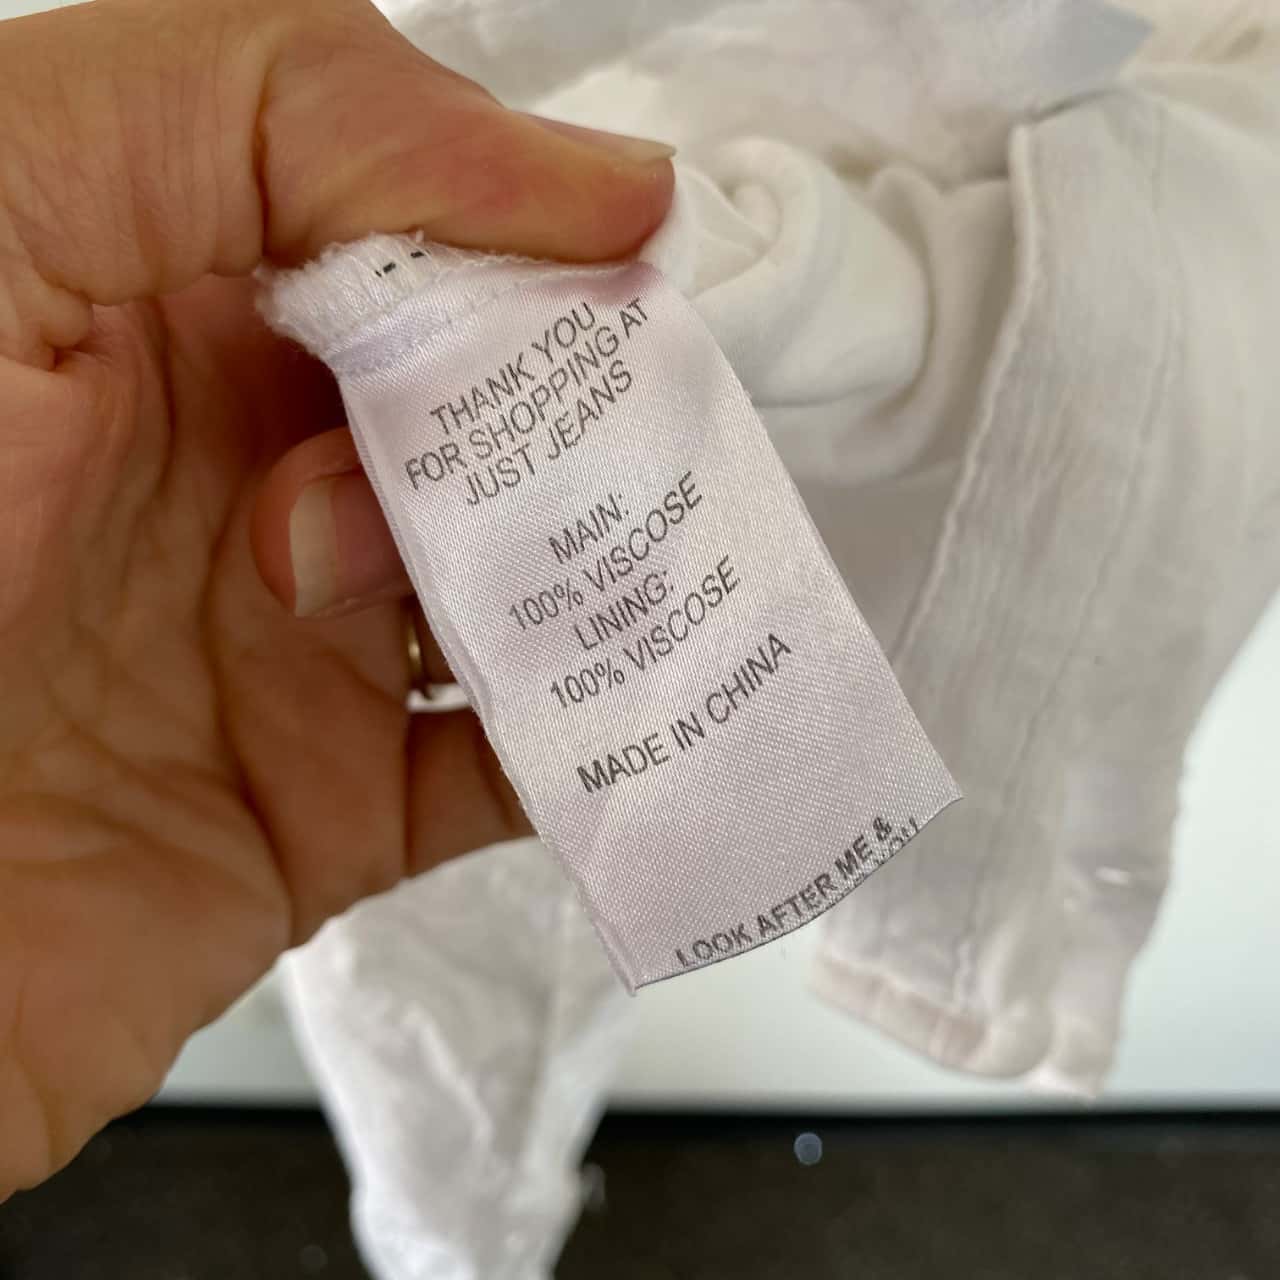 THANK YOU
FOR SHOPPING AT
JUST JEANS
MAIN:
100% VISCOSE
LINING:
100% VISCOSE
MADE IN CHINA
LOOK AFTER ME &